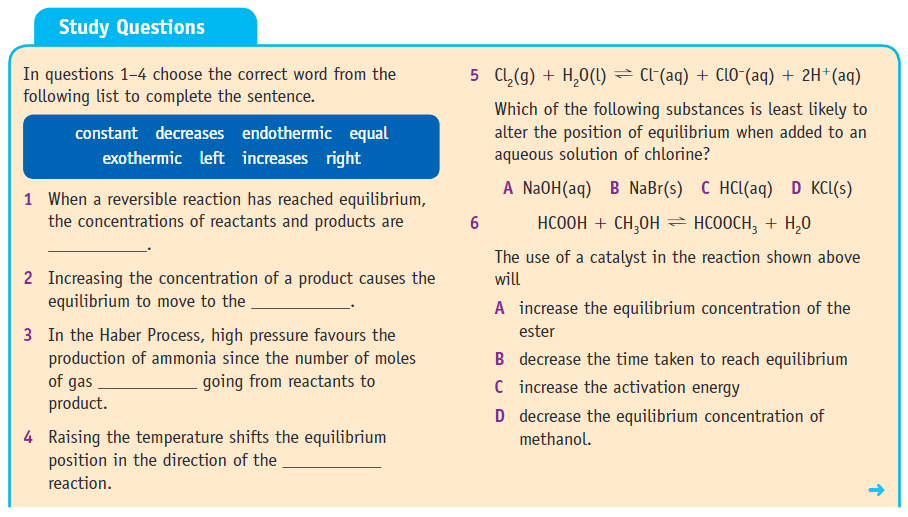 Study Questions
In questions 1–4 choose the correct word from the
following list to complete the sentence.
constant decreases endothermic equal
exothermic left increases right
1 When a reversible reaction has reached equilibrium,
the concentrations of reactants and products are
___________.
2 Increasing the concentration of a product causes the
equilibrium to move to the ___________.
3 In the Haber Process, high pressure favours the
production of ammonia since the number of moles
of gas ___________ going from reactants to
product.
4 Raising the temperature shifts the equilibrium
position in the direction of the ___________
reaction.
5 Cl₂(g) + H₂O(l) ⇌ Cl⁻(aq) + ClO⁻(aq) + 2H⁺(aq)
Which of the following substances is least likely to
alter the position of equilibrium when added to an
aqueous solution of chlorine?
A NaOH(aq) B NaBr(s) C HCl(aq) D KCl(s)
6 HCOOH + CH₃OH ⇌ HCOOCH₃ + H₂O
The use of a catalyst in the reaction shown above
will
A increase the equilibrium concentration of the
ester
B decrease the time taken to reach equilibrium
C increase the activation energy
D decrease the equilibrium concentration of
methanol.
➜